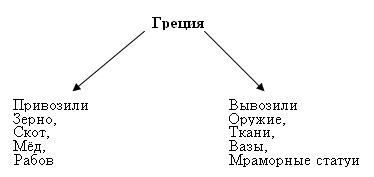 Греция
Привозили
Зерно,
Скот,
Мёд,
Рабов
Вывозили
Оружие,
Ткани,
Вазы,
Мраморные статуи